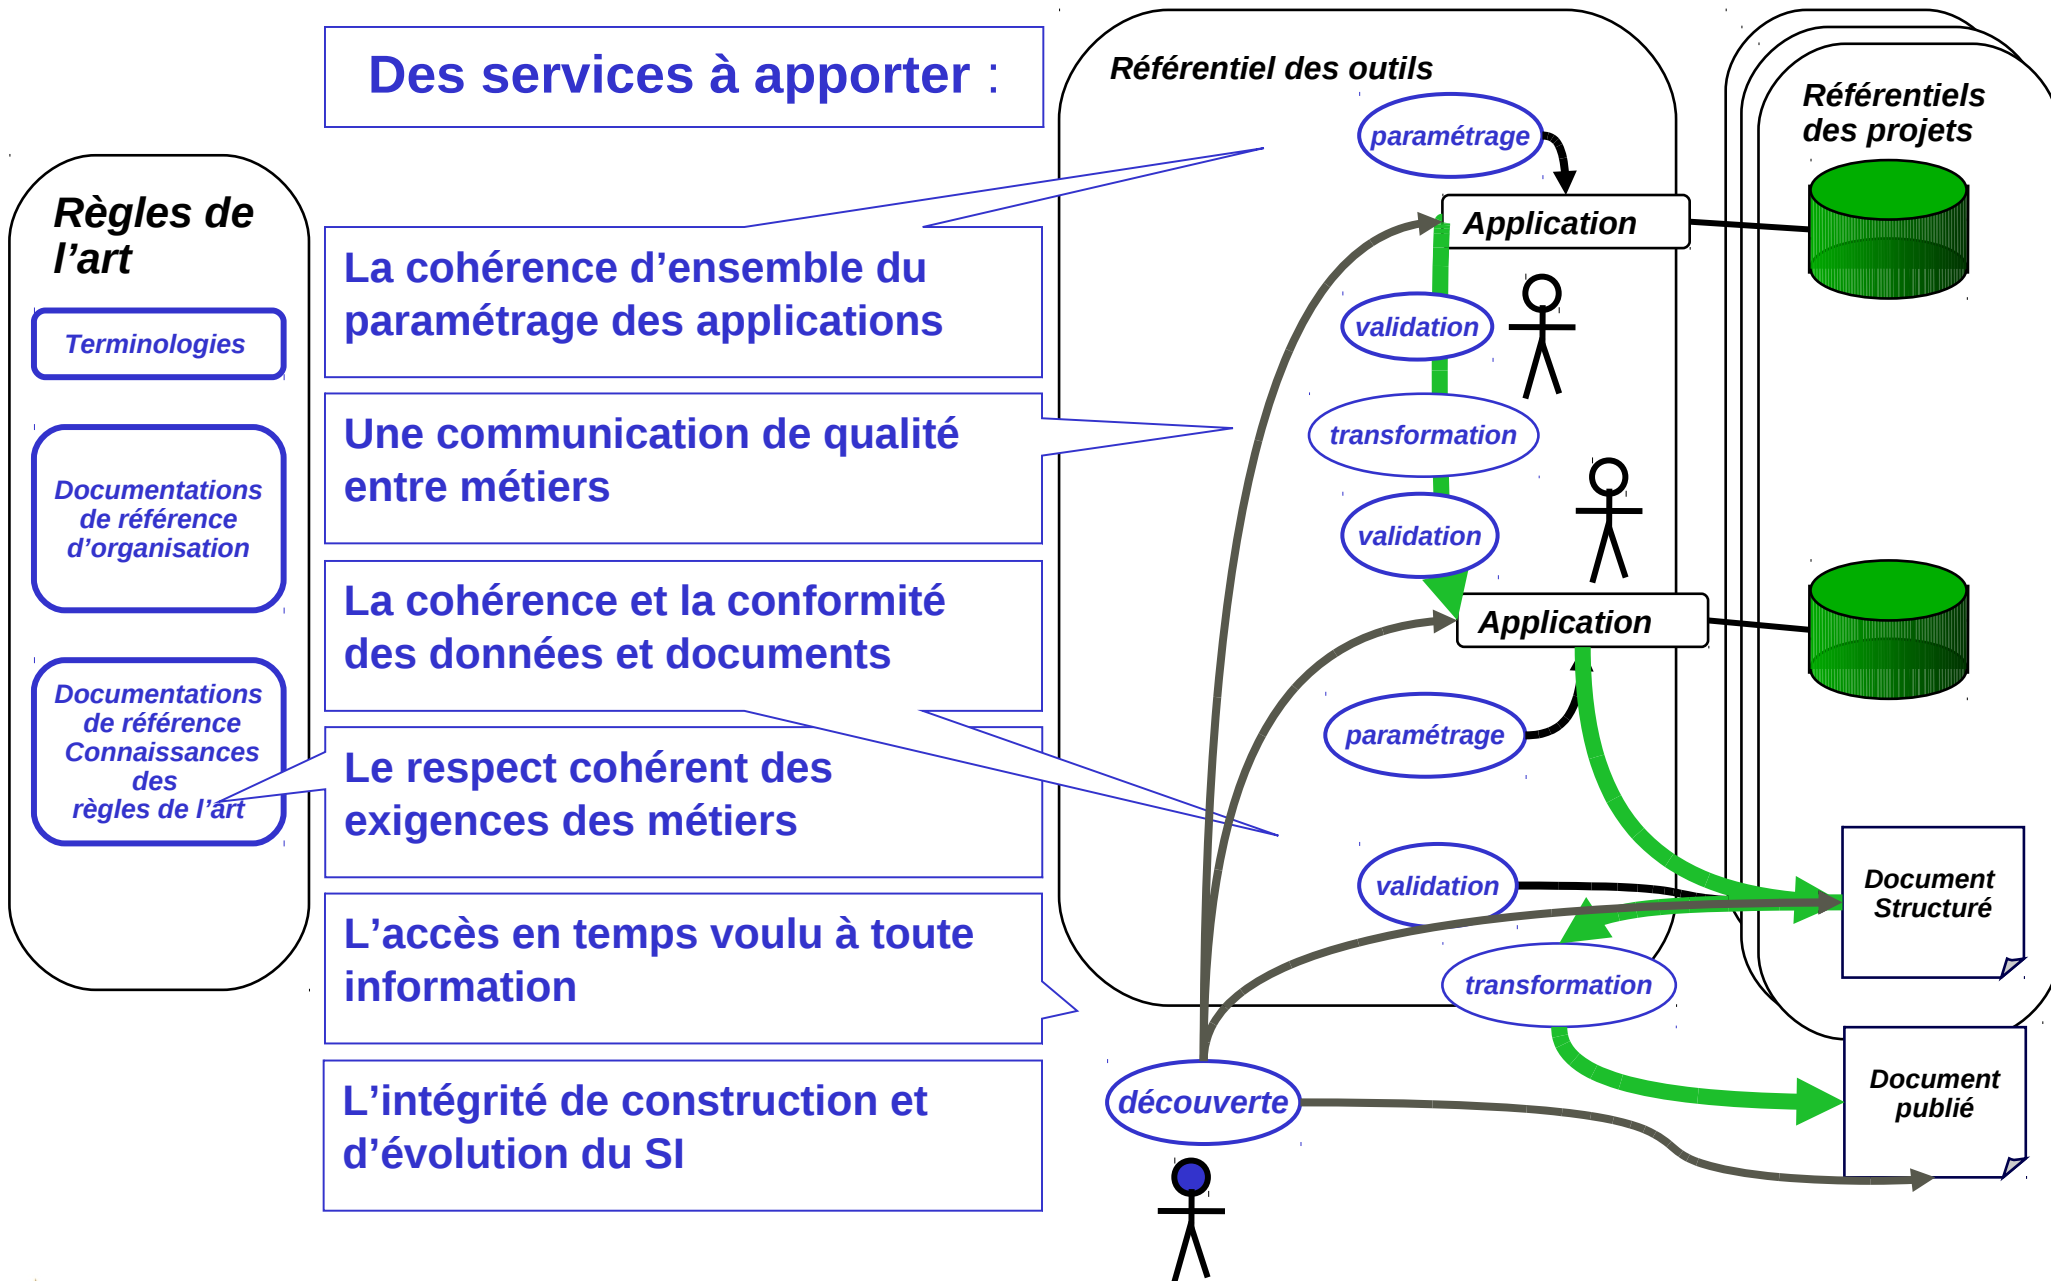 Des services à apporter :
Règles de
l’art
Terminologies
Documentations
de référence
d’organisation
Documentations
de référence
Connaissances
des
règles de l’art
La cohérence d’ensemble du
paramétrage des applications
Une communication de qualité
entre métiers
La cohérence et la conformité
des données et documents
Le respect cohérent des
exigences des métiers
L’accès en temps voulu à toute
information
L’intégrité de construction et
d’évolution du SI
Référentiel des outils
paramétrage
Application
validation
transformation
validation
Application
paramétrage
validation
transformation
découverte
Référentiels
des projets
Document
Structuré
Document
publié